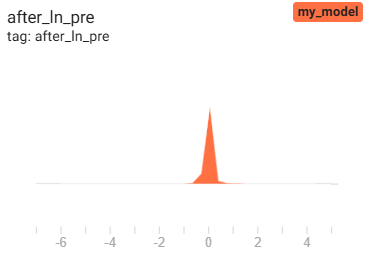 after_ln_pre
my_model
tag: after_ln_pre
-6 -4 -2 0 2 4